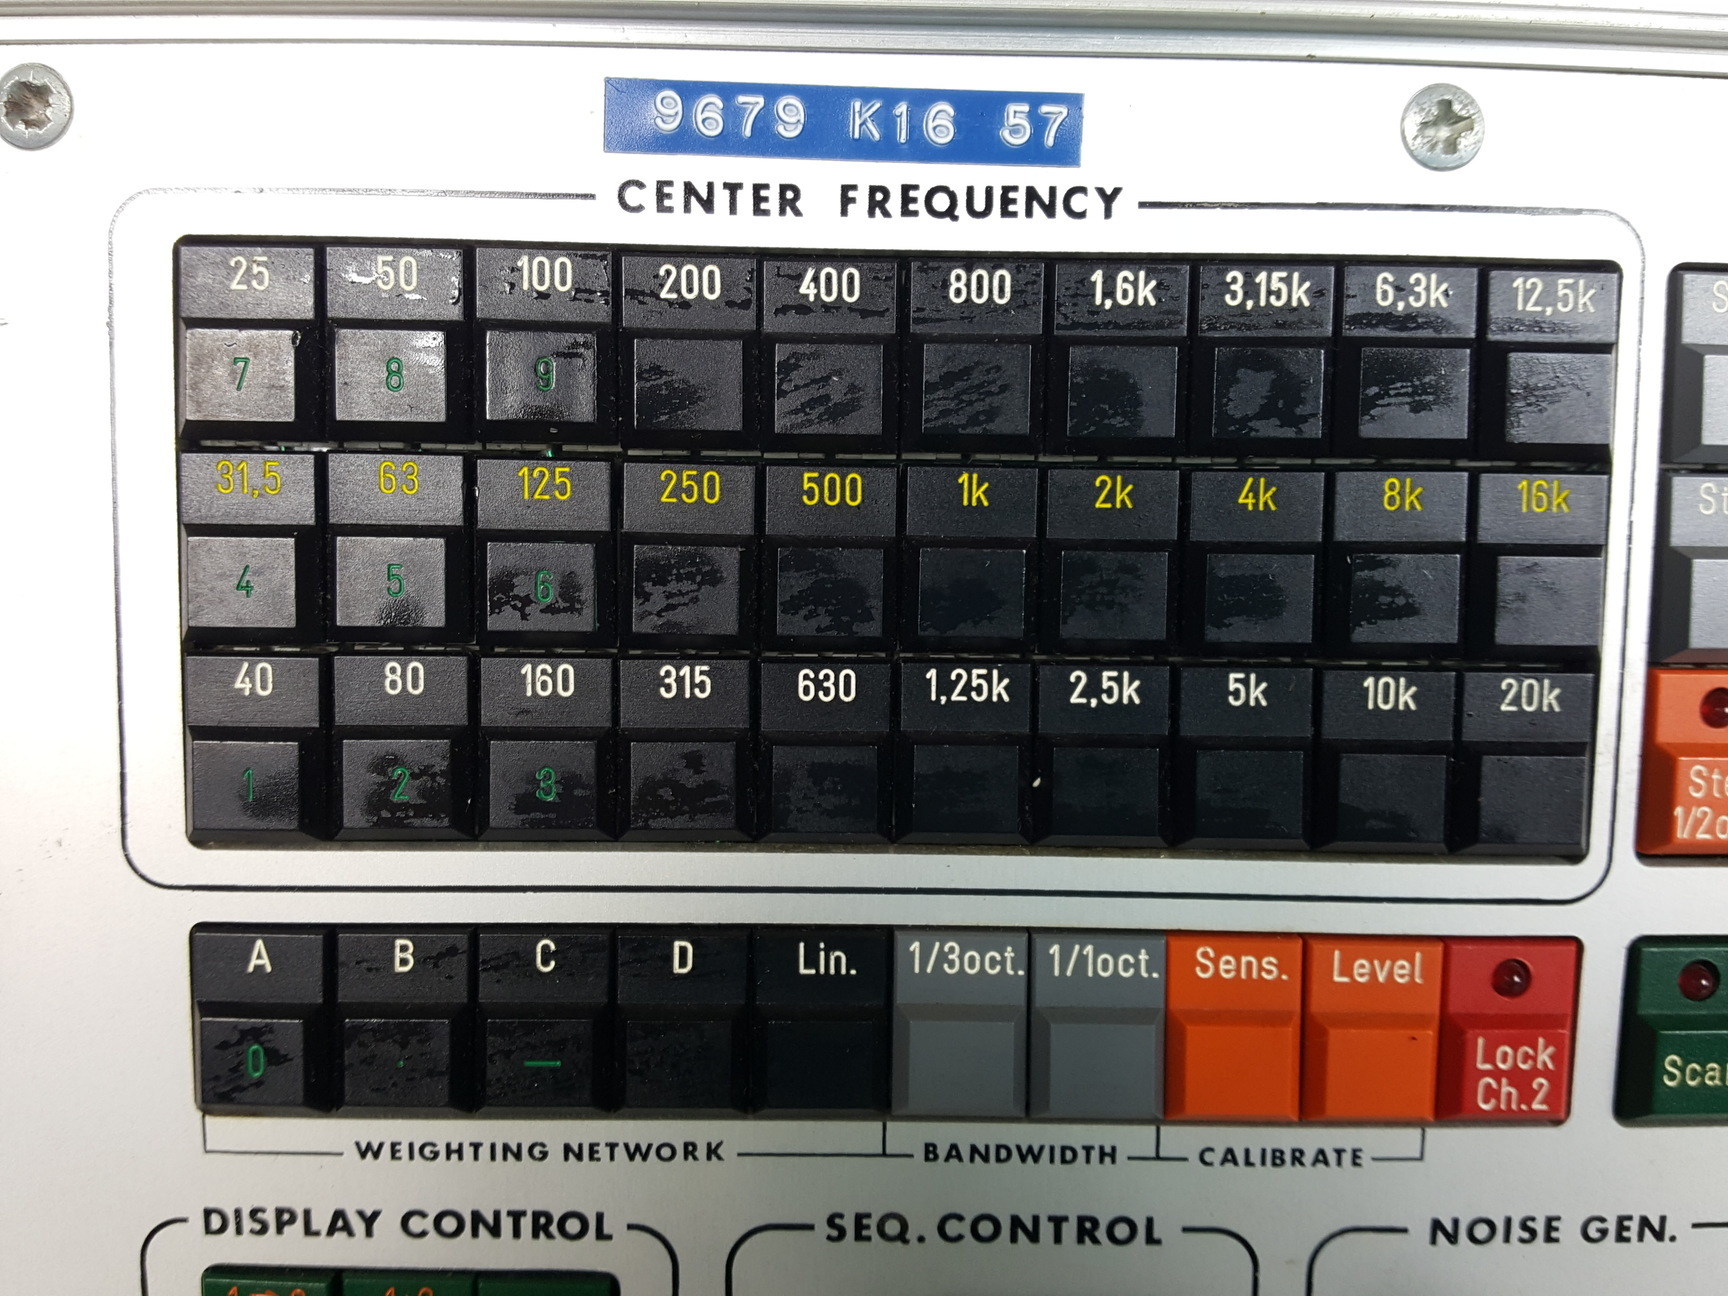 9679 K16 57
CENTER FREQUENCY
25 50 100 200 400 800 1,6k 3,15k 6,3k 12,5k
7 8 9
31,5 63 125 250 500 1k 2k 4k 8k 16k
4 5 6
40 80 160 315 630 1,25k 2,5k 5k 10k 20k
1 2 3
1/2
A B C D Lin. 1/3oct. 1/1oct. Sens. Level
0 . — Lock
Ch.2
WEIGHTING NETWORK BANDWIDTH CALIBRATE
DISPLAY CONTROL SEQ. CONTROL NOISE GEN.